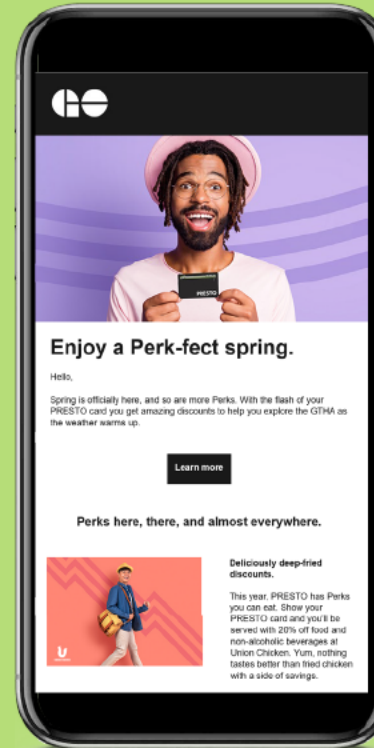 GO
PRESTO
Enjoy a Perk-fect spring.
Hello,
Spring is officially here, and so are more Perks. With the flash of your
PRESTO card you get amazing discounts to help you explore the GTHA as
the weather warms up.
Learn more
Perks here, there, and almost everywhere.
Deliciously deep-fried
discounts.
This year, PRESTO has Perks
you can eat. Show your
PRESTO card and you'll be
served with 20% off food and
non-alcoholic beverages at
Union Chicken. Yum, nothing
tastes better than fried chicken
with a side of savings.
U